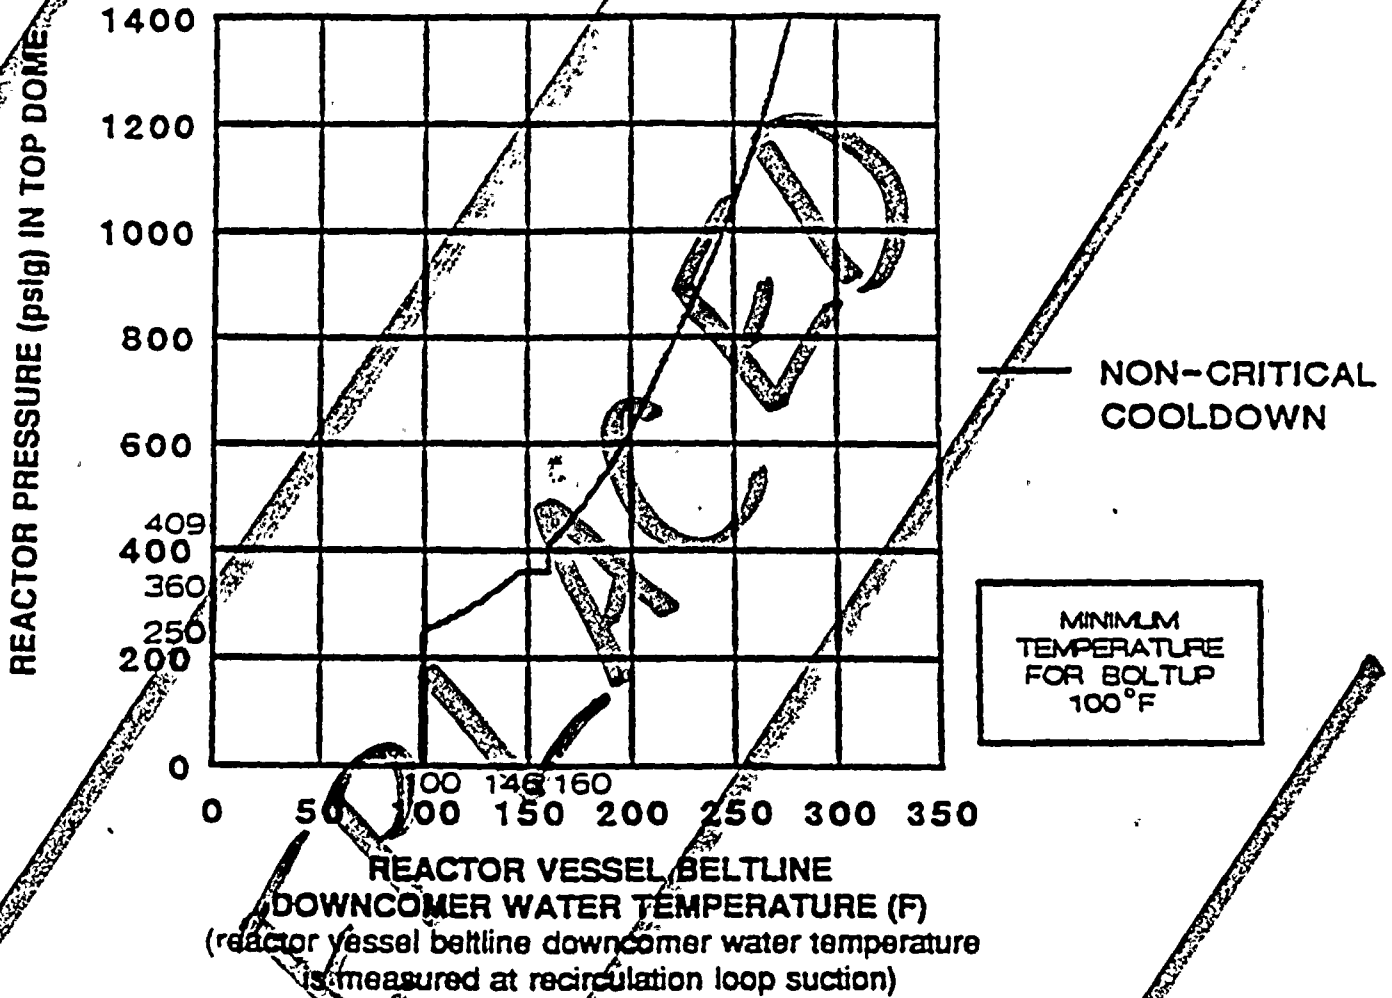 REACTOR PRESSURE (psig) IN TOP DOME
1400
1200
1000
800
600
409
400
360
250
200
0
100 146 160
0 50 100 150 200 250 300 350
REACTOR VESSEL BELTLINE
DOWNCOMER WATER TEMPERATURE (F)
(reactor vessel beltline downcomer water temperature
is measured at recirculation loop suction)
NON-CRITICAL
COOLDOWN
MINIMUM
TEMPERATURE
FOR BOLTUP
100°F